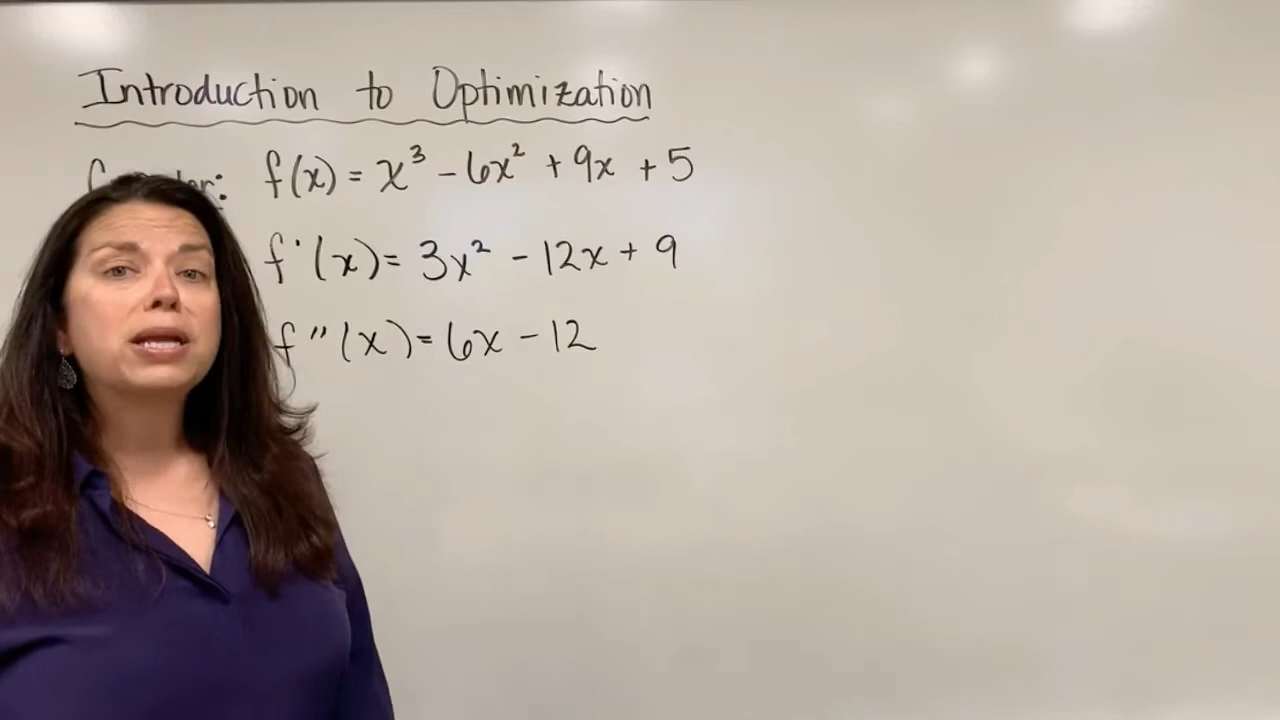 Introduction to Optimization
f(x) = x³ - 6x² + 9x + 5
f'(x) = 3x² - 12x + 9
f"(x) = 6x - 12